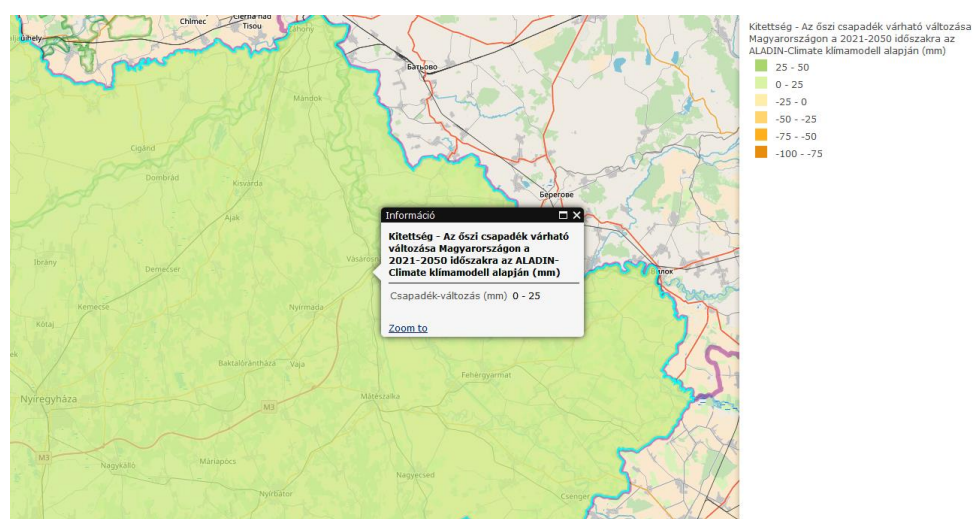 Chlmec
Čierna nad
Tisou
Záhony
Батьово
Mándok
Cigánd
Dombrád
Kisvárda
Берегове
Ajak
Információ
Kitettség - Az őszi csapadék várható
változása Magyarországon a
2021-2050 időszakra az ALADIN-
Climate klímamodell alapján (mm)
Csapadék-változás (mm) 0 - 25
Zoom to
Ibrány
Demecser
Kemecse
Nyírmada
Kótaj
Baktalórántháza
Vaja
Fehérgyarmat
Nyíregyháza
Mátészalka
M3
M3
Nagykálló
Máriapócs
Nagyecsed
Nyírbátor
Csenger
Kitettség - Az őszi csapadék várható változása
Magyarországon a 2021-2050 időszakra az
ALADIN-Climate klímamodell alapján (mm)
25 - 50
0 - 25
-25 - 0
-50 - -25
-75 - -50
-100 - -75